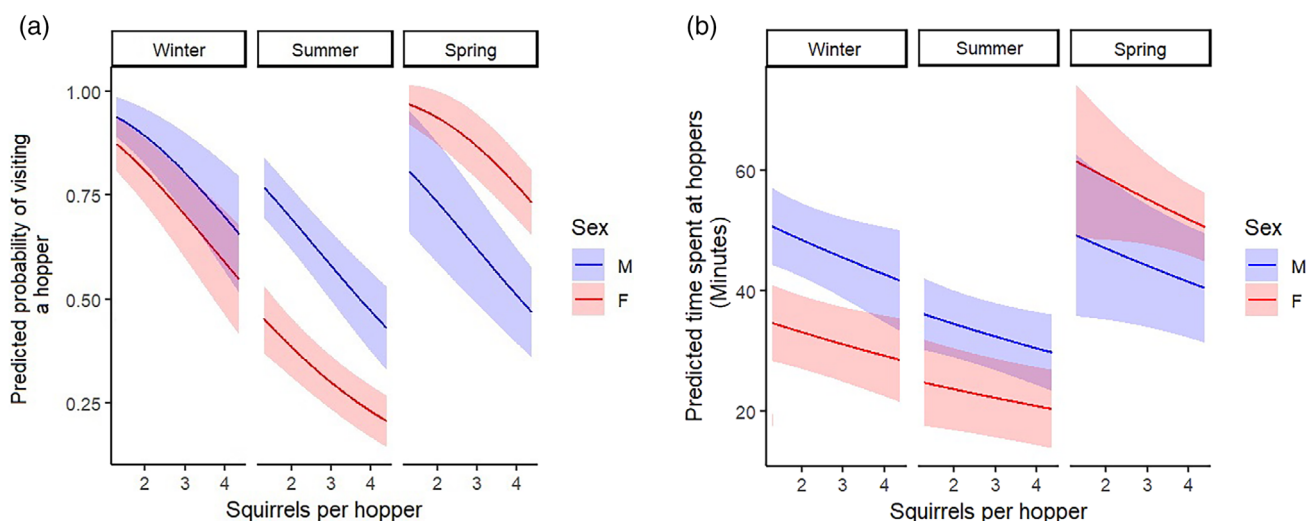 (a)
Winter Summer Spring
1.00
0.75
0.50
0.25
Predicted probability of visiting
a hopper
2 3 4 2 3 4 2 3 4
Squirrels per hopper
Sex
M
F
(b)
Winter Summer Spring
60
40
20
Predicted time spent at hoppers
(Minutes)
2 3 4 2 3 4 2 3 4
Squirrels per hopper
Sex
M
F